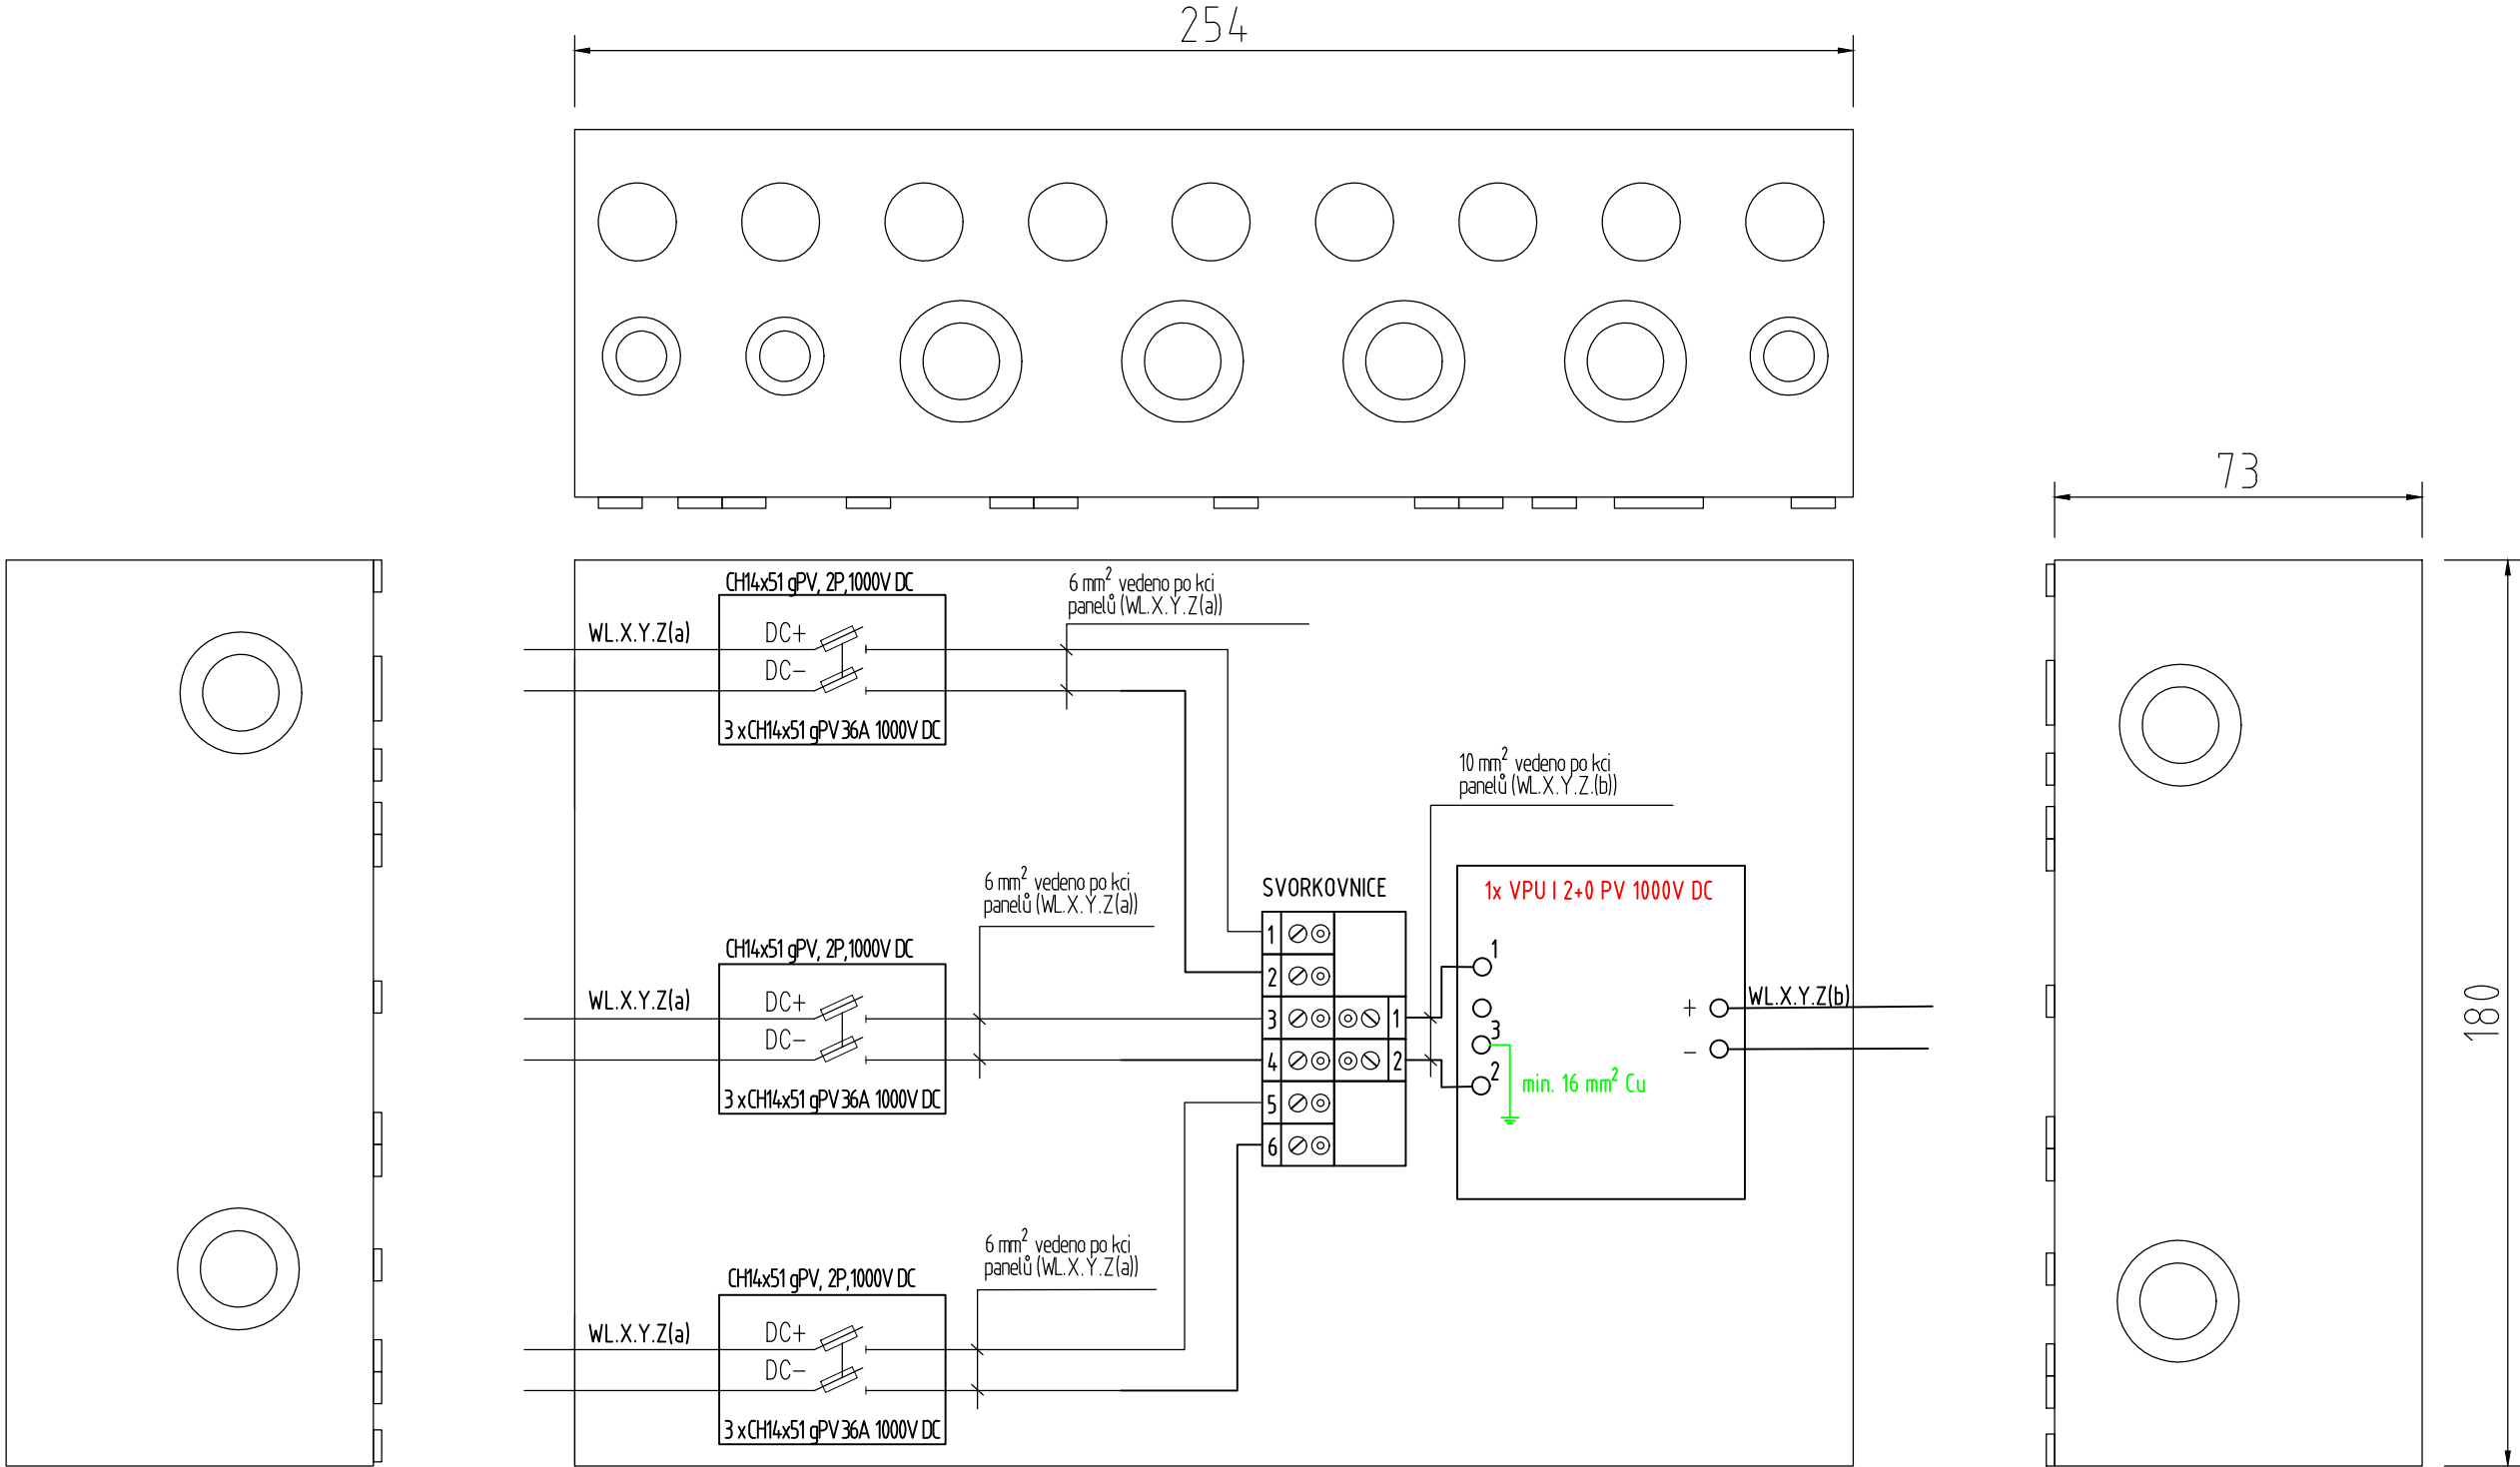 254
73
180
CH14x51 gPV, 2P,1000V DC
WL.X.Y.Z(a)
DC+
DC-
3 xCH14x51 gPV 36A 1000V DC
6 mm² vedeno po kci
panelů (WL.X.Y.Z(a))
10 mm² vedeno po kci
panelů (WL.X.Y.Z.(b))
6 mm² vedeno po kci
panelů (WL.X.Y.Z(a))
CH14x51 gPV, 2P,1000V DC
WL.X.Y.Z(a)
DC+
DC-
3 xCH14x51 gPV 36A 1000V DC
SVORKOVNICE
1
2
3
4
5
6
1
2
1x VPU I 2+0 PV 1000V DC
1
3
2
min. 16 mm² Cu
+
-
WL.X.Y.Z(b)
6 mm² vedeno po kci
panelů (WL.X.Y.Z(a))
CH14x51 gPV, 2P,1000V DC
WL.X.Y.Z(a)
DC+
DC-
3 xCH14x51 gPV 36A 1000V DC